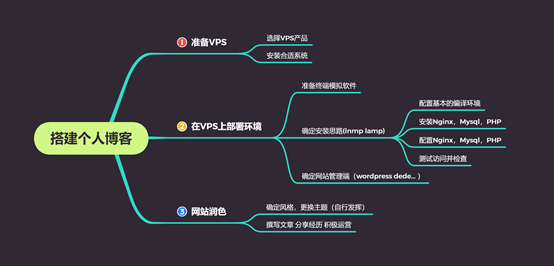 搭建个人博客
1 准备VPS
选择VPS产品
安装合适系统
2 在VPS上部署环境
准备终端模拟软件
确定安装思路(lnmp lamp)
配置基本的编译环境
安装Nginx，Mysql，PHP
配置Nginx，Mysql，PHP
测试访问并检查
确定网站管理端（wordpress dede... ）
3 网站润色
确定风格，更换主题（自行发挥）
撰写文章 分享经历 积极运营